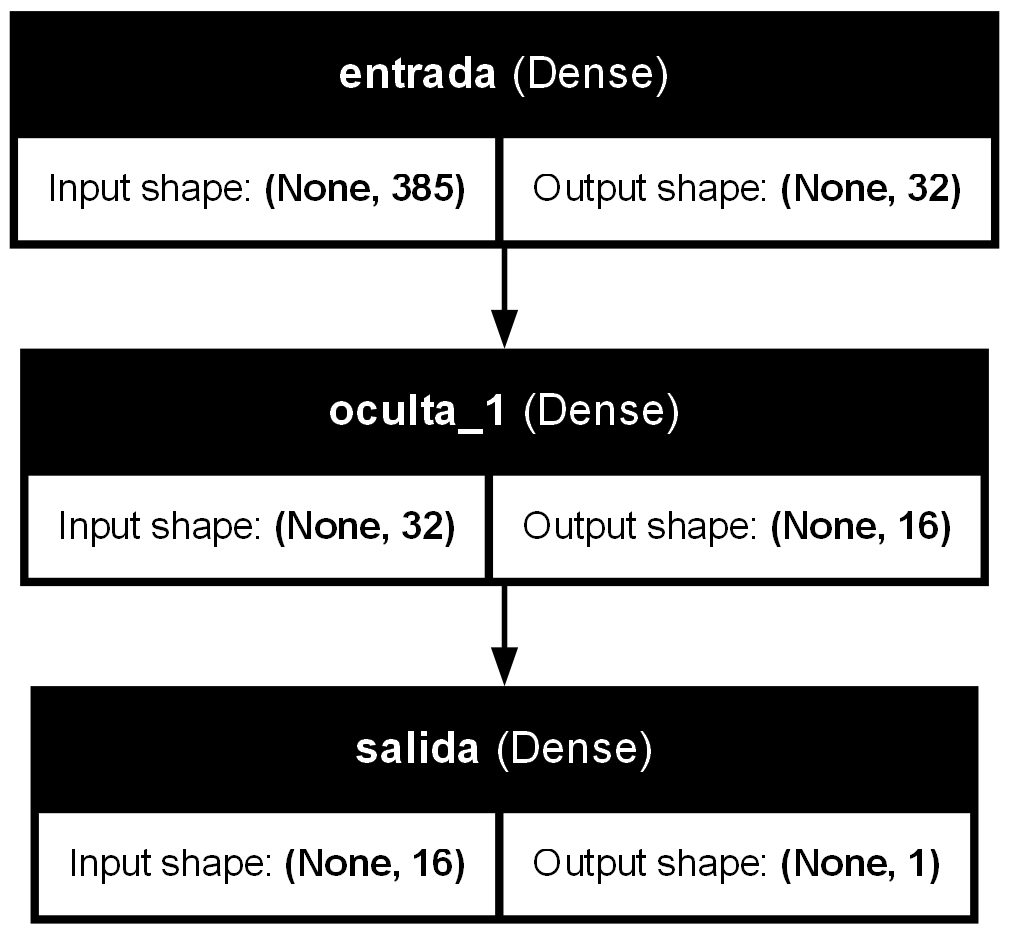 entrada (Dense)
Input shape: (None, 385) Output shape: (None, 32)
oculta_1 (Dense)
Input shape: (None, 32) Output shape: (None, 16)
salida (Dense)
Input shape: (None, 16) Output shape: (None, 1)